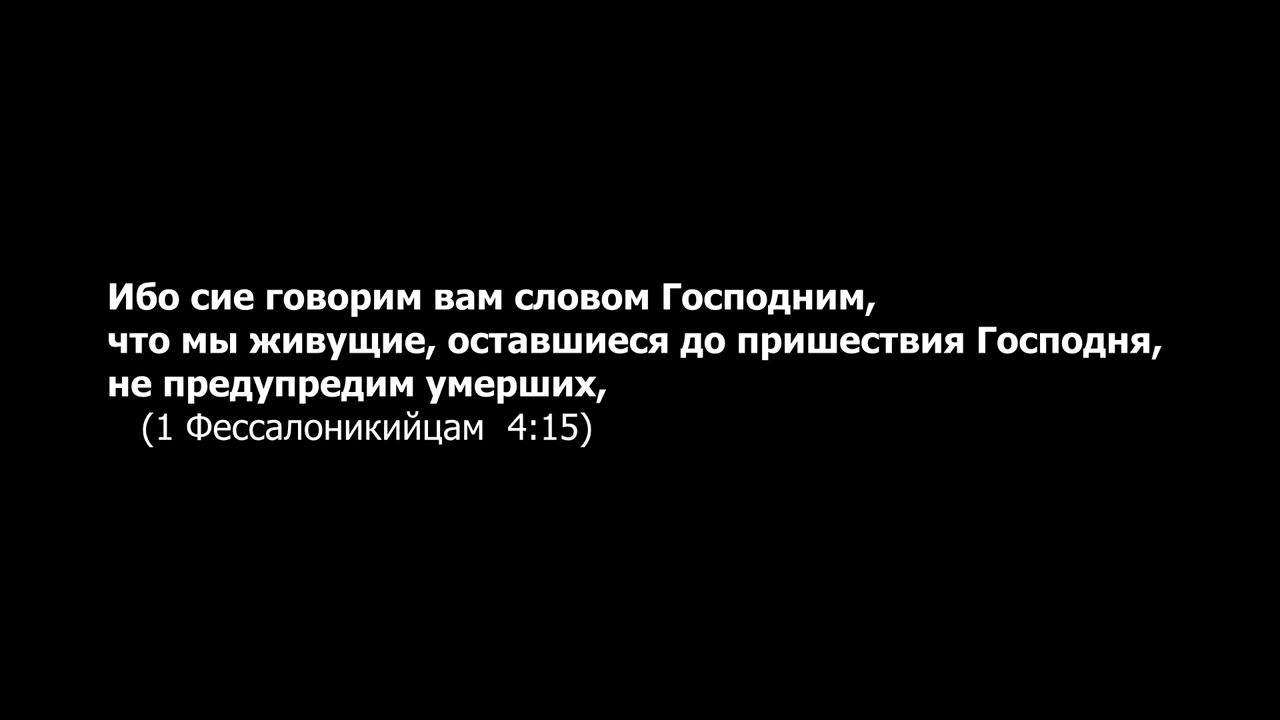 Ибо сие говорим вам словом Господним,
что мы живущие, оставшиеся до пришествия Господня,
не предупредим умерших,
(1 Фессалоникийцам 4:15)